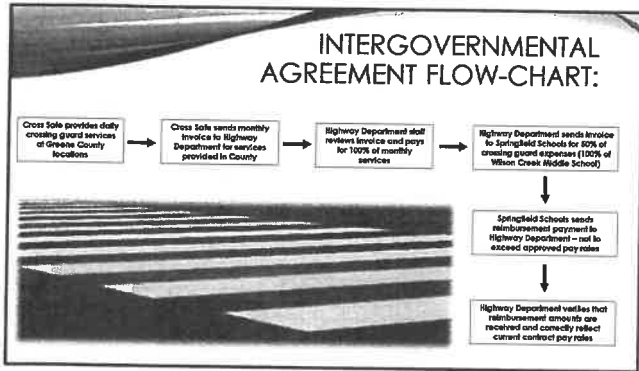 INTERGOVERNMENTAL
AGREEMENT FLOW-CHART:
Cross Safe provides daily
crossing guard services
at Greene County
locations
Cross Safe sends monthly
invoice to Highway
Department for services
provided in County
Highway Department staff
reviews invoice and pays
for 100% of monthly
services
Highway Department sends invoice
to Springfield Schools for 50% of
crossing guard expenses (100% of
Wilson Creek Middle School)
Springfield Schools sends
reimbursement payment to
Highway Department – not to
exceed approved pay rates
Highway Department verifies that
reimbursement amounts are
received and correctly reflect
current contract pay rates